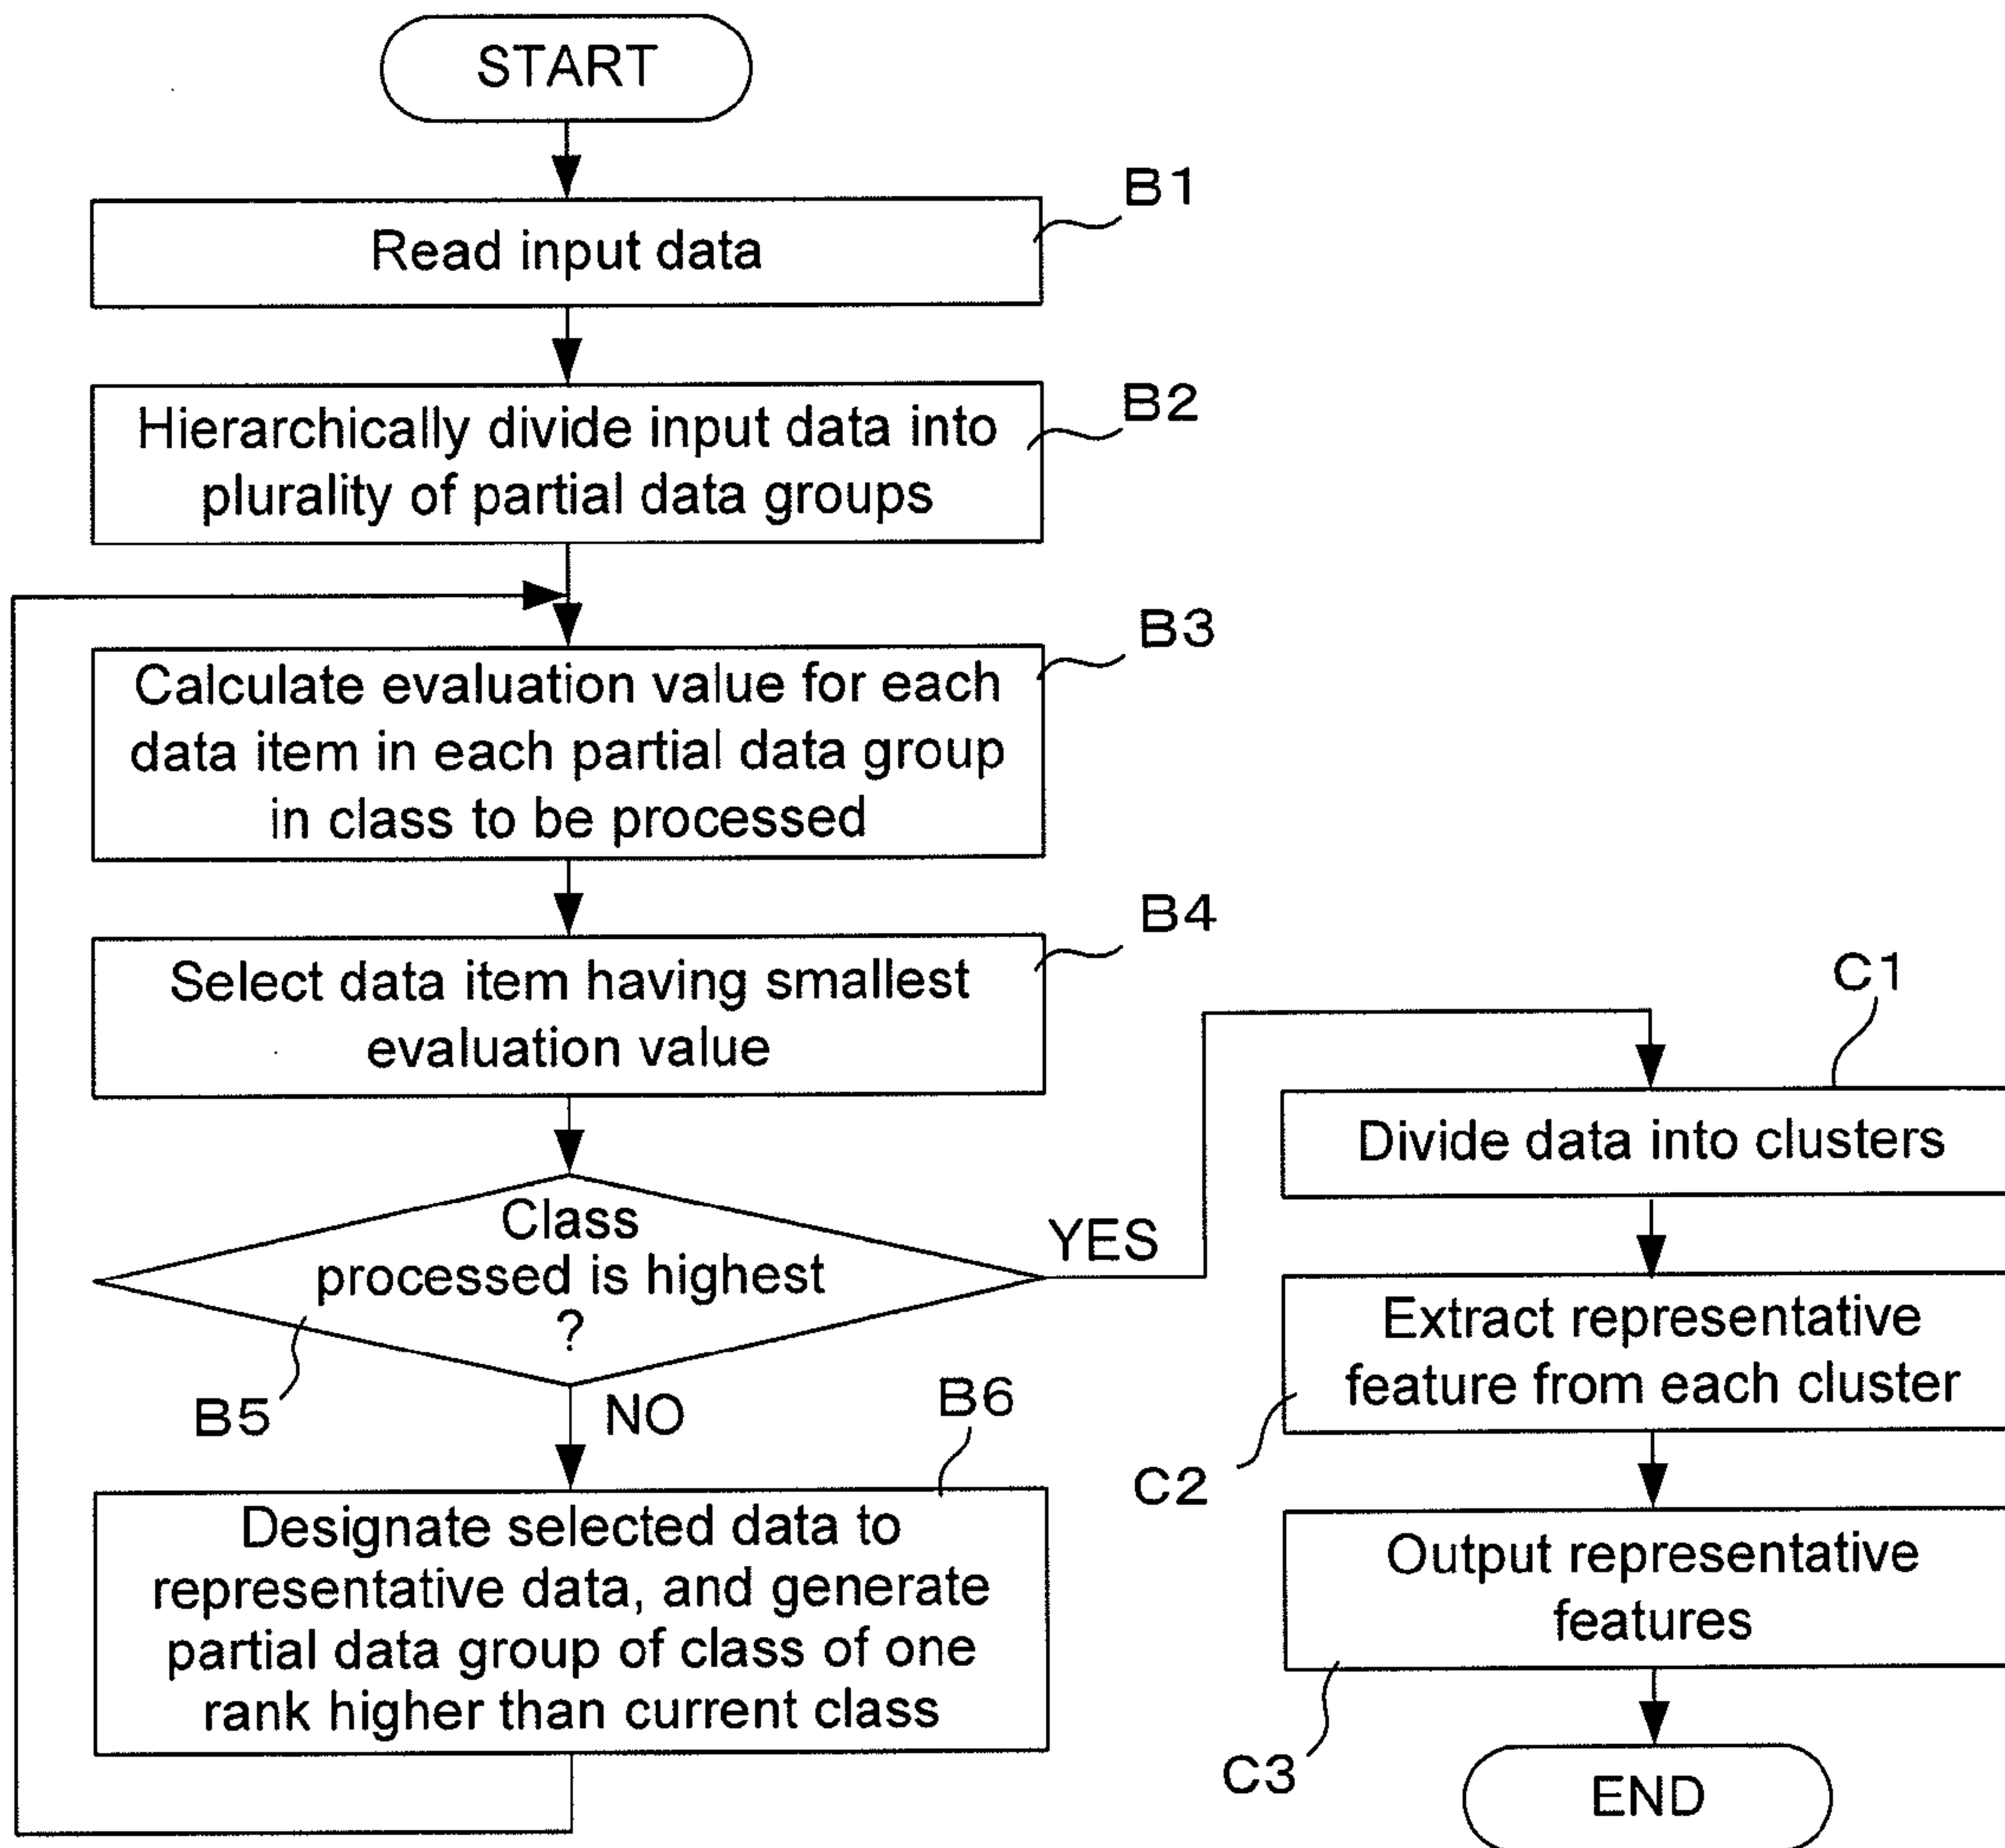 START
B1
Read input data
B2
Hierarchically divide input data into
plurality of partial data groups
B3
Calculate evaluation value for each
data item in each partial data group
in class to be processed
B4
Select data item having smallest
evaluation value
Class
processed is highest
?
YES
B5
NO
B6
Designate selected data to
representative data, and generate
partial data group of class of one
rank higher than current class
C1
Divide data into clusters
Extract representative
feature from each cluster
C2
Output representative
features
C3
END